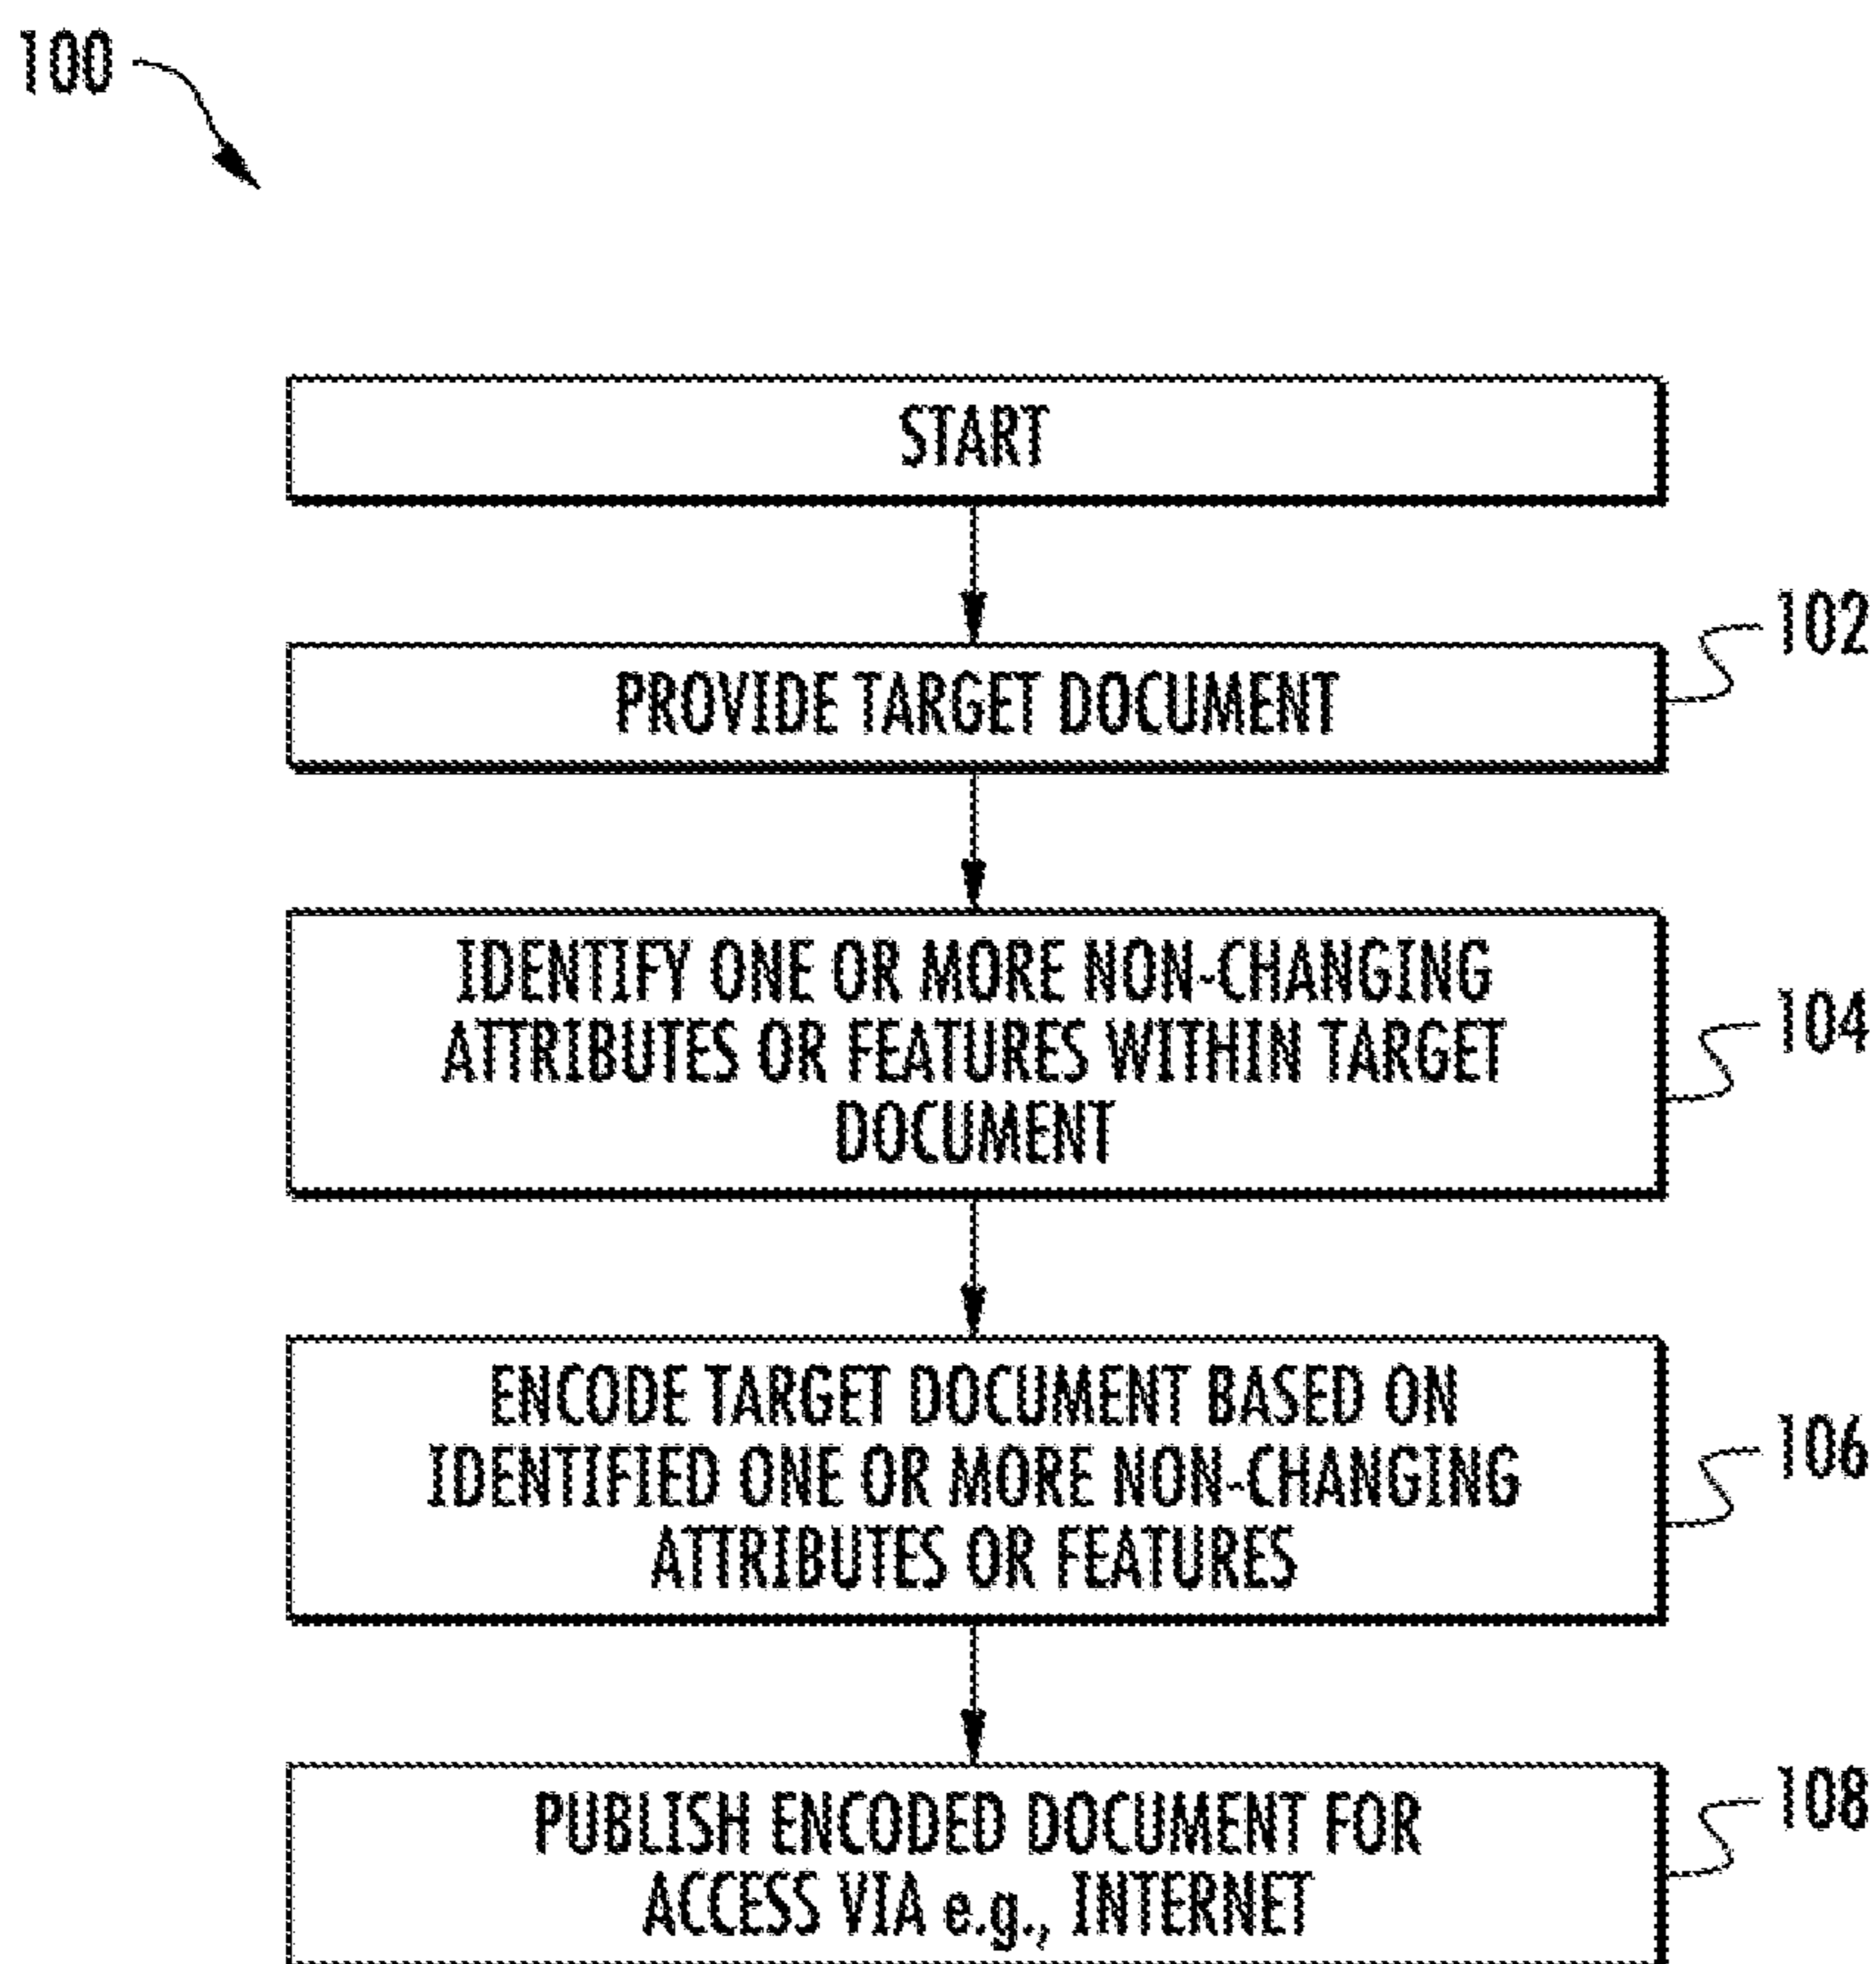 100
START
102
PROVIDE TARGET DOCUMENT
IDENTIFY ONE OR MORE NON-CHANGING
ATTRIBUTES OR FEATURES WITHIN TARGET
DOCUMENT
104
ENCODE TARGET DOCUMENT BASED ON
IDENTIFIED ONE OR MORE NON-CHANGING
ATTRIBUTES OR FEATURES
106
PUBLISH ENCODED DOCUMENT FOR
ACCESS VIA e.g., INTERNET
108